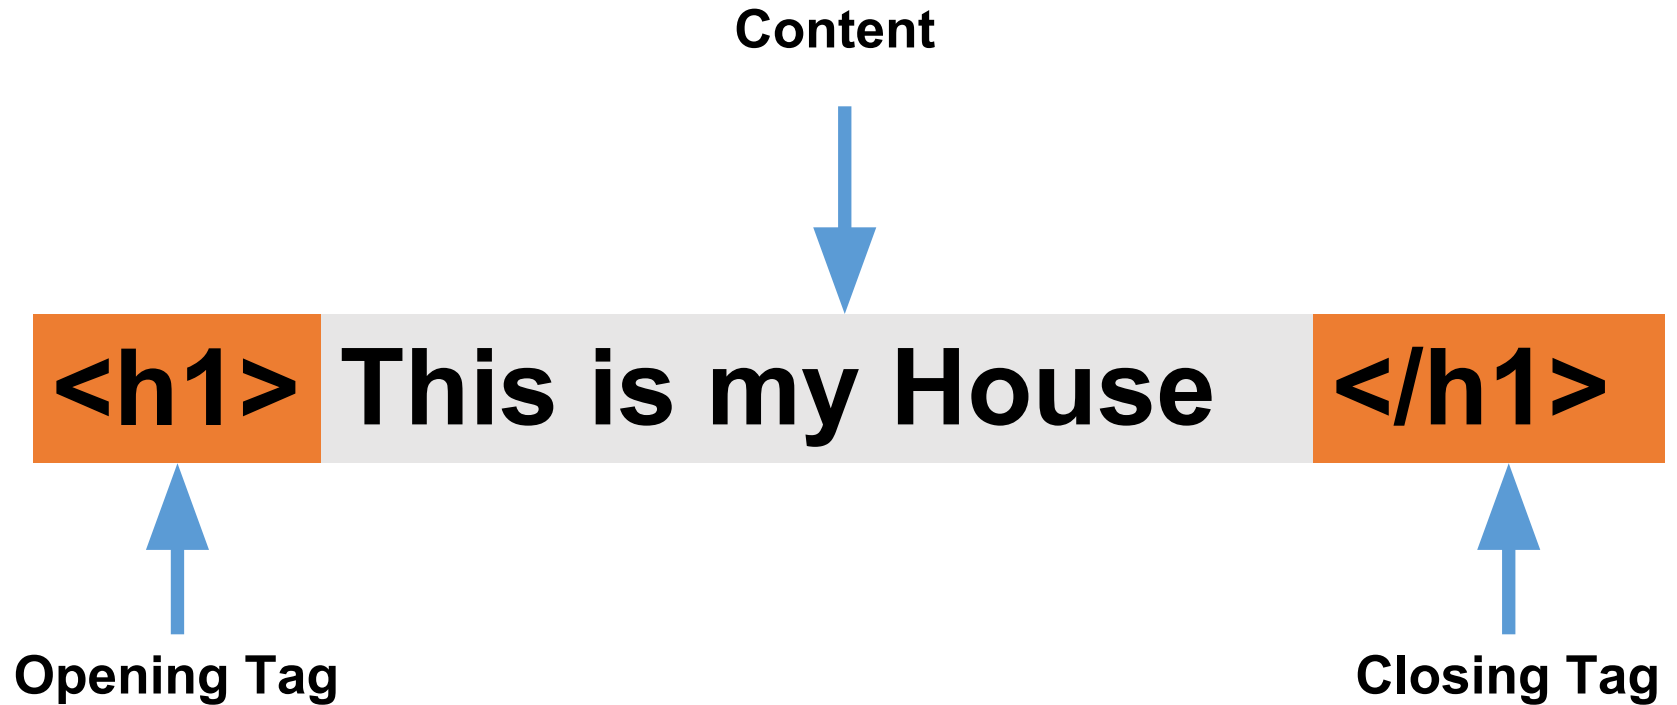 Content
<h1> This is my House </h1>
Opening Tag
Closing Tag